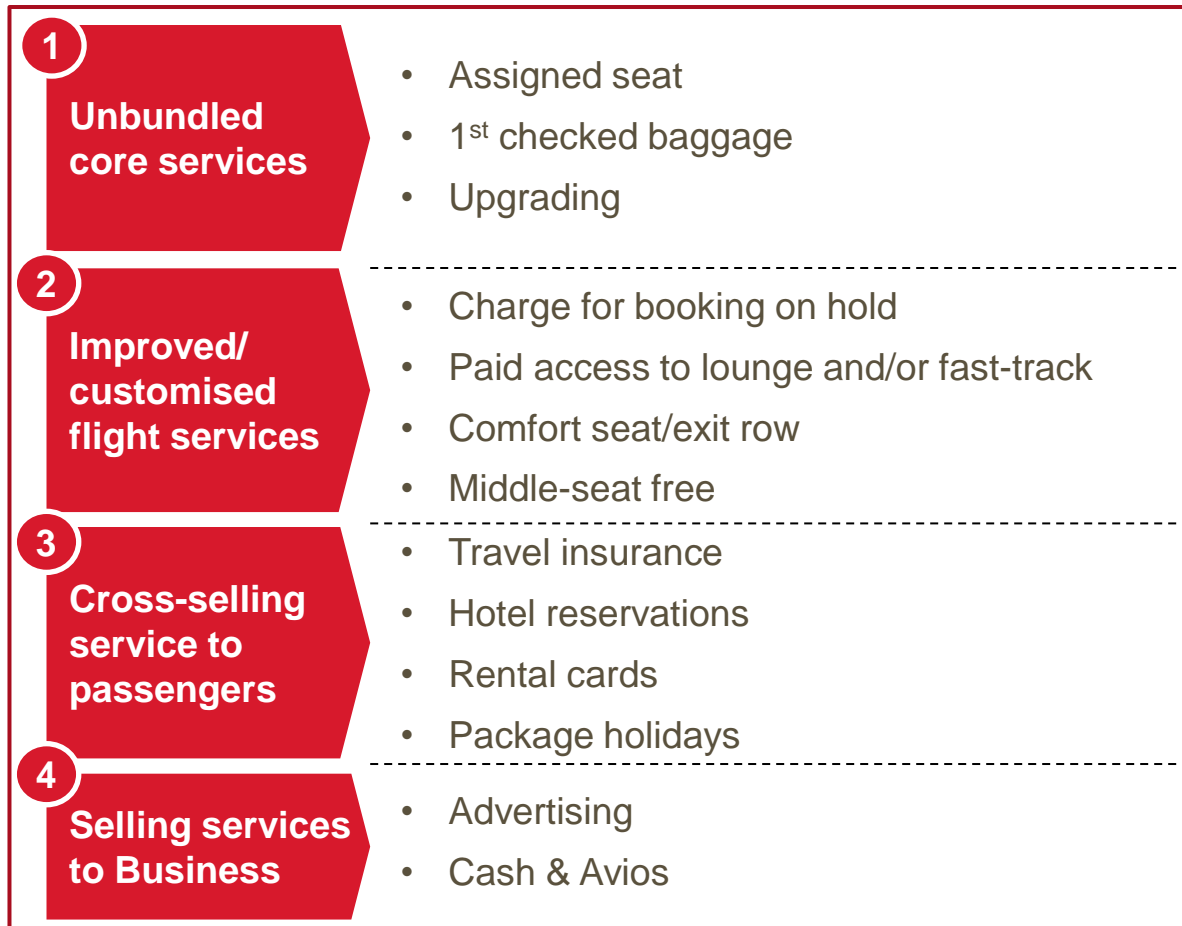 1
Unbundled
core services
• Assigned seat
• 1st checked baggage
• Upgrading
2
Improved/
customised
flight services
• Charge for booking on hold
• Paid access to lounge and/or fast-track
• Comfort seat/exit row
• Middle-seat free
3
Cross-selling
service to
passengers
• Travel insurance
• Hotel reservations
• Rental cards
• Package holidays
4
Selling services
to Business
• Advertising
• Cash & Avios